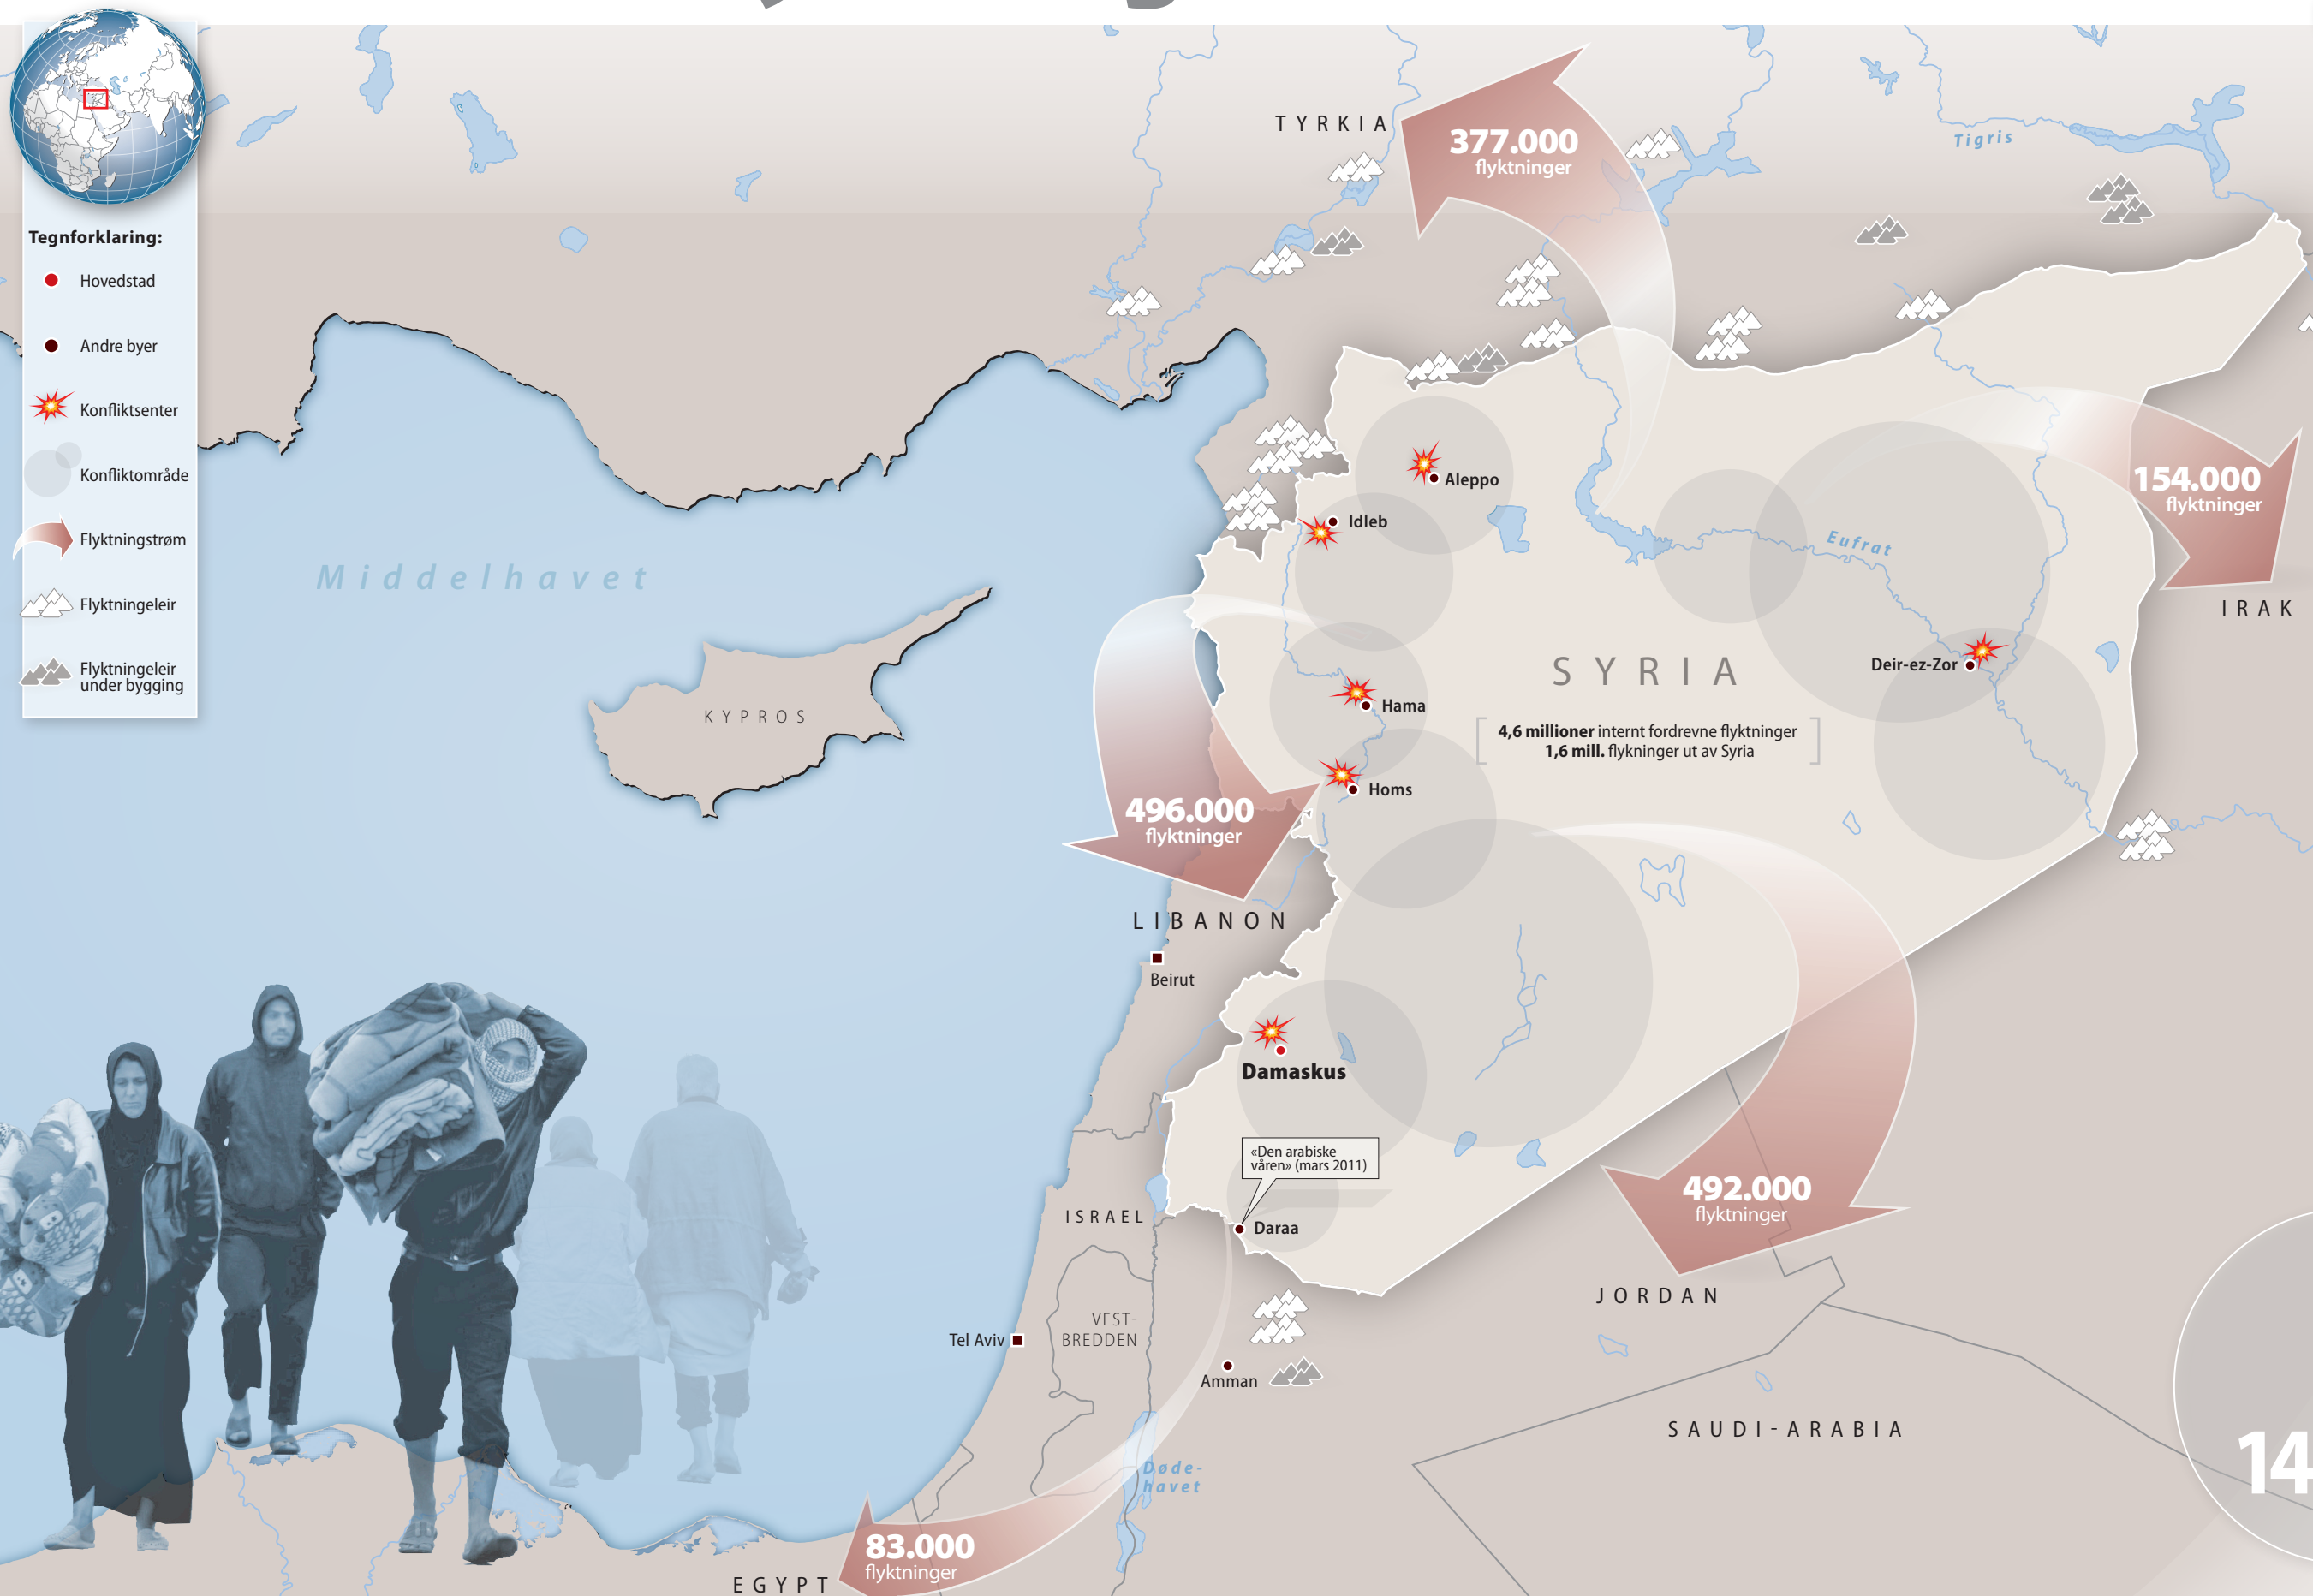 Tegnforklaring:
Hovedstad
Andre byer
Konfliktsenter
Konfliktområde
Flyktningstrøm
Flyktningeleir
Flyktningeleir
under bygging
TYRKIA
377.000
flyktninger
Tigris
154.000
flyktninger
IRAK
Aleppo
Idleb
Eufrat
Middelhavet
KYPROS
SYRIA
Deir-ez-Zor
4,6 millioner internt fordrevne flyktninger
1,6 mill. flykninger ut av Syria
Hama
Homs
496.000
flyktninger
LIBANON
Beirut
Damaskus
«Den arabiske
våren» (mars 2011)
Daraa
ISRAEL
492.000
flyktninger
JORDAN
VEST-
BREDDEN
Tel Aviv
Amman
SAUDI-ARABIA
Døde-
havet
83.000
flyktninger
EGYPT
14